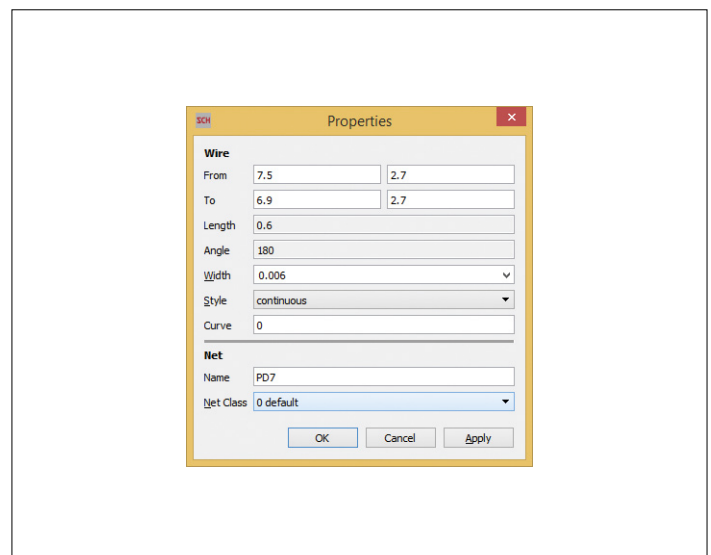 SCH Properties
Wire
From 7.5 2.7
To 6.9 2.7
Length 0.6
Angle 180
Width 0.006
Style continuous
Curve 0
Net
Name PD7
Net Class 0 default
OK Cancel Apply